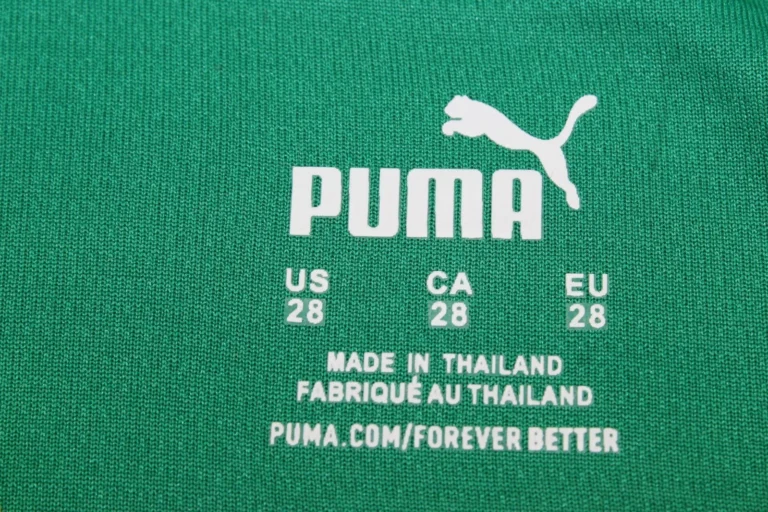 PUMA
US CA EU
28 28 28
MADE IN THAILAND
FABRIQUÉ AU THAILAND
PUMA.COM/FOREVER BETTER